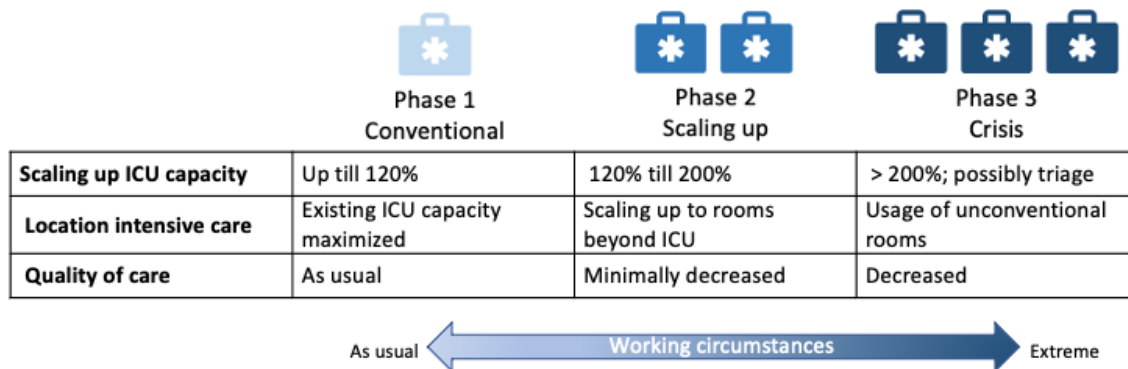 Phase 1
Conventional
Phase 2
Scaling up
Phase 3
Crisis
Scaling up ICU capacity
Up till 120%
120% till 200%
> 200%; possibly triage
Location intensive care
Existing ICU capacity
maximized
Scaling up to rooms
beyond ICU
Usage of unconventional
rooms
Quality of care
As usual
Minimally decreased
Decreased
As usual
Working circumstances
Extreme